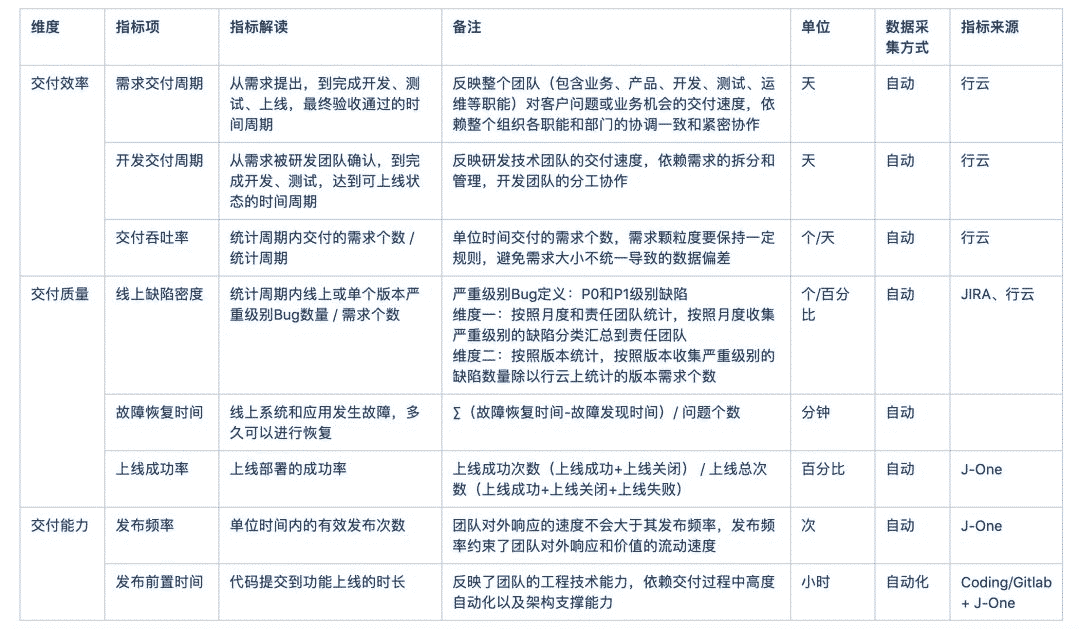 维度
指标项
指标解读
备注
单位
数据采
集方式
指标来源
交付效率
需求交付周期
从需求提出，到完成开发、测
试、上线，最终验收通过的时
间周期
反映整个团队（包含业务、产品、开发、测试、运
维等职能）对客户问题或业务机会的交付速度，依
赖整个组织各职能和部门的协调一致和紧密协作
天
自动
行云
开发交付周期
从需求被研发团队确认，到完
成开发、测试，达到可上线状
态的时间周期
反映研发技术团队的交付速度，依赖需求的拆分和
管理，开发团队的分工协作
天
自动
行云
交付吞吐率
统计周期内交付的需求个数 /
统计周期
单位时间交付的需求个数，需求颗粒度要保持一定
规则，避免需求大小不统一导致的数据偏差
个/天
自动
行云
交付质量
线上缺陷密度
统计周期内线上或单个版本严
重级别Bug数量 / 需求个数
严重级别Bug定义：P0和P1级别缺陷
维度一：按照月度和责任团队统计，按照月度收集
严重级别的缺陷分类汇总到责任团队
维度二：按照版本统计，按照版本收集严重级别的
缺陷数量除以行云上统计的版本需求个数
个/百分
比
自动
JIRA、行云
故障恢复时间
线上系统和应用发生故障，多
久可以进行恢复
∑（故障恢复时间-故障发现时间）/ 问题个数
分钟
自动
上线成功率
上线部署的成功率
上线成功次数（上线成功+上线关闭） / 上线总次
数（上线成功+上线关闭+上线失败）
百分比
自动
J-One
交付能力
发布频率
单位时间内的有效发布次数
团队对外响应的速度不会大于其发布频率，发布频
率约束了团队对外响应和价值的流动速度
次
自动
J-One
发布前置时间
代码提交到功能上线的时长
反映了团队的工程技术能力，依赖交付过程中高度
自动化以及架构支撑能力
小时
自动化
Coding/Gitlab
+ J-One